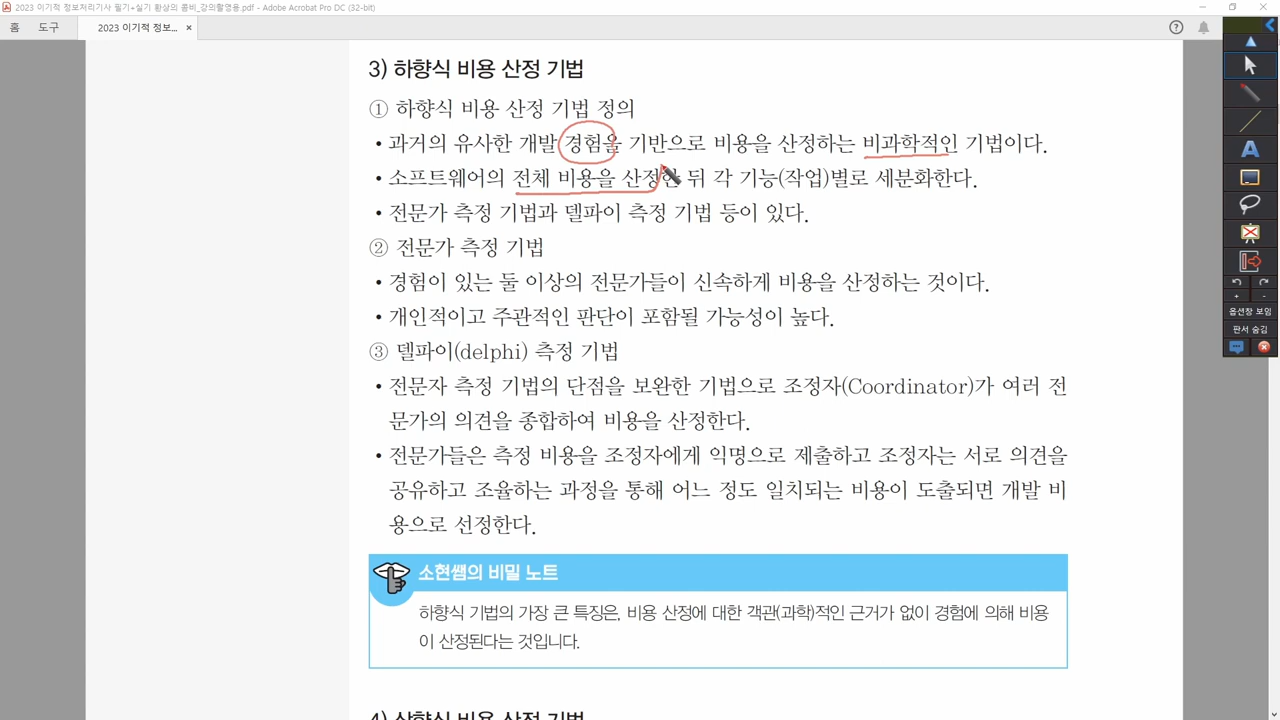 2023 이기적 정보처리기사 필기+실기 환상의 콤비_강의촬영용.pdf - Adobe Acrobat Pro DC (32-bit)
홈 도구 2023 이기적 정보... ×
3) 하향식 비용 산정 기법
① 하향식 비용 산정 기법 정의
• 과거의 유사한 개발 경험을 기반으로 비용을 산정하는 비과학적인 기법이다.
• 소프트웨어의 전체 비용을 산정한 뒤 각 기능(작업)별로 세분화한다.
• 전문가 측정 기법과 델파이 측정 기법 등이 있다.
② 전문가 측정 기법
• 경험이 있는 둘 이상의 전문가들이 신속하게 비용을 산정하는 것이다.
• 개인적이고 주관적인 판단이 포함될 가능성이 높다.
③ 델파이(delphi) 측정 기법
• 전문자 측정 기법의 단점을 보완한 기법으로 조정자(Coordinator)가 여러 전
문가의 의견을 종합하여 비용을 산정한다.
• 전문가들은 측정 비용을 조정자에게 익명으로 제출하고 조정자는 서로 의견을
공유하고 조율하는 과정을 통해 어느 정도 일치되는 비용이 도출되면 개발 비
용으로 선정한다.
소현쌤의 비밀 노트
하향식 기법의 가장 큰 특징은, 비용 산정에 대한 객관(과학)적인 근거가 없이 경험에 의해 비용
이 산정된다는 것입니다.
4) 상향식 비용 산정 기법
A
+ -
옵션창 보임
판서 숨김